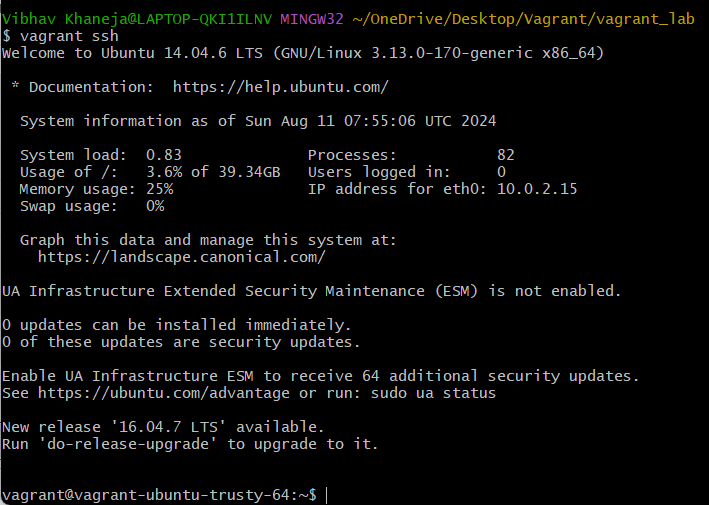 Vibhav Khaneja@LAPTOP-QKI1ILNV MINGW32 ~/OneDrive/Desktop/Vagrant/vagrant_lab
$ vagrant ssh
Welcome to Ubuntu 14.04.6 LTS (GNU/Linux 3.13.0-170-generic x86_64)
* Documentation:  https://help.ubuntu.com/
System information as of Sun Aug 11 07:55:06 UTC 2024
System load:  0.83              Processes:           82
Usage of /:   3.6% of 39.34GB   Users logged in:     0
Memory usage: 25%               IP address for eth0: 10.0.2.15
Swap usage:   0%
Graph this data and manage this system at:
https://landscape.canonical.com/
UA Infrastructure Extended Security Maintenance (ESM) is not enabled.
0 updates can be installed immediately.
0 of these updates are security updates.
Enable UA Infrastructure ESM to receive 64 additional security updates.
See https://ubuntu.com/advantage or run: sudo ua status
New release '16.04.7 LTS' available.
Run 'do-release-upgrade' to upgrade to it.
vagrant@vagrant-ubuntu-trusty-64:~$